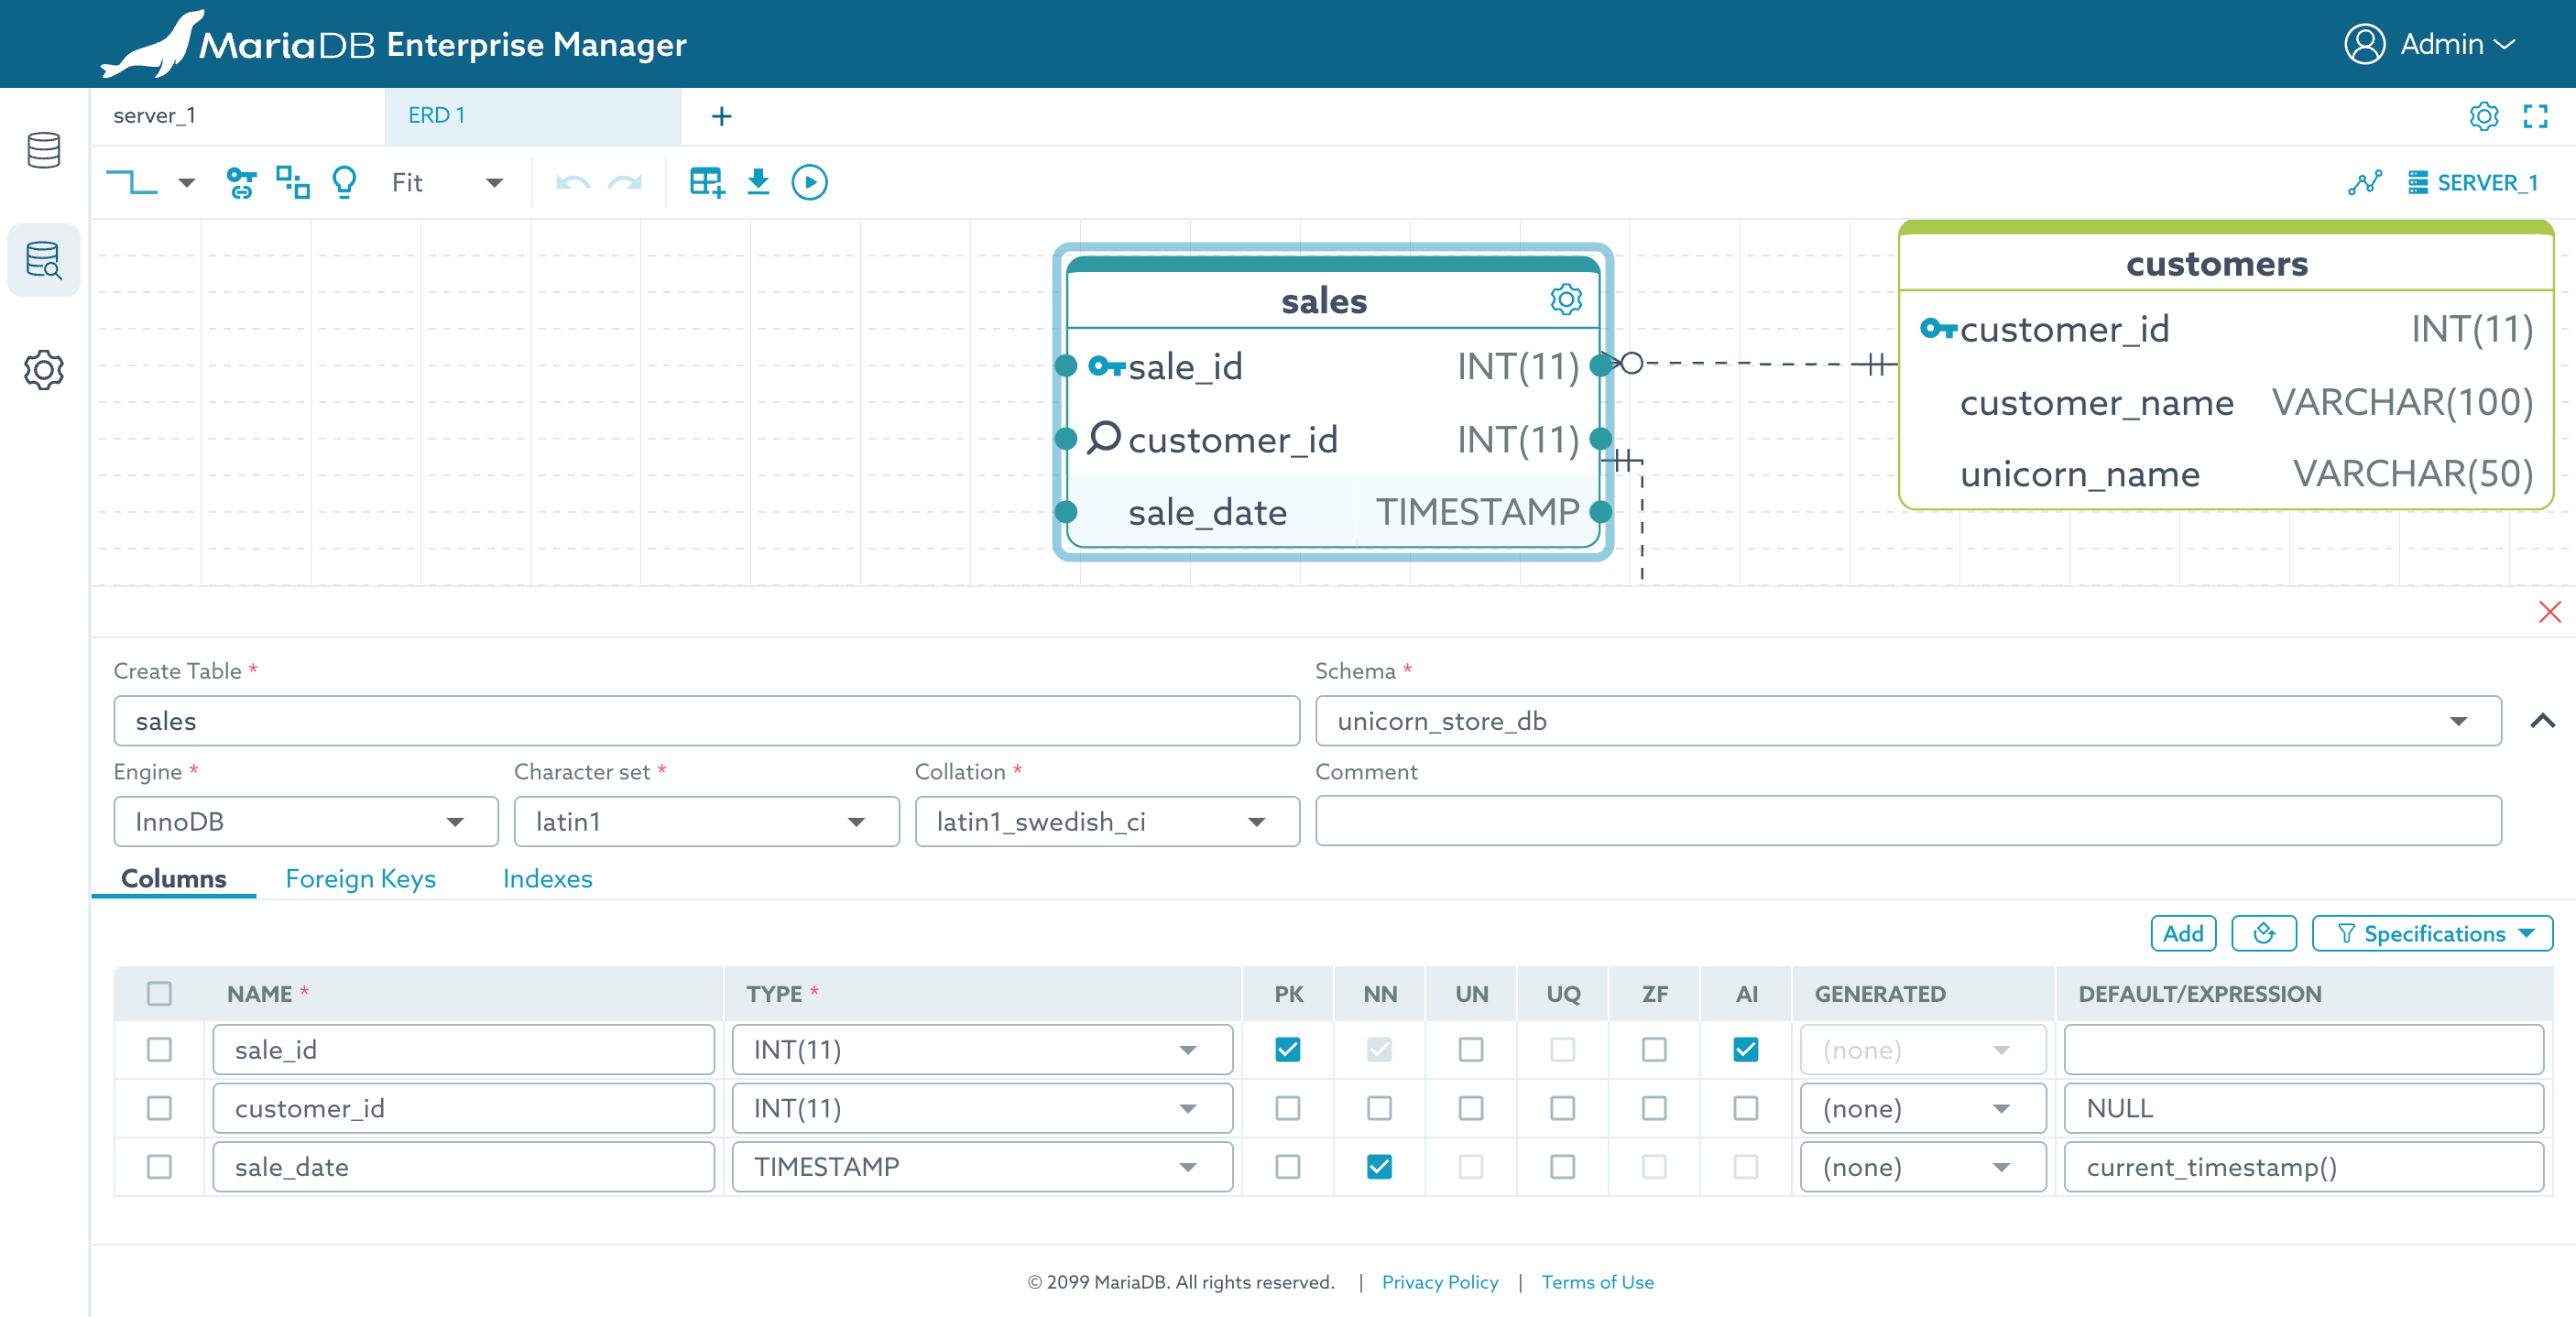 MariaDB Enterprise Manager
Admin
server_1
ERD 1
Fit
SERVER_1
sales
sale_id INT(11)
customer_id INT(11)
sale_date TIMESTAMP
customers
customer_id INT(11)
customer_name VARCHAR(100)
unicorn_name VARCHAR(50)
Create Table *
Schema *
sales
unicorn_store_db
Engine *
Character set *
Collation *
Comment
InnoDB
latin1
latin1_swedish_ci
Columns
Foreign Keys
Indexes
Add
Specifications
NAME * TYPE * PK NN UN UQ ZF AI GENERATED DEFAULT/EXPRESSION
sale_id INT(11) (none)
customer_id INT(11) (none) NULL
sale_date TIMESTAMP (none) current_timestamp()
© 2099 MariaDB. All rights reserved. | Privacy Policy | Terms of Use